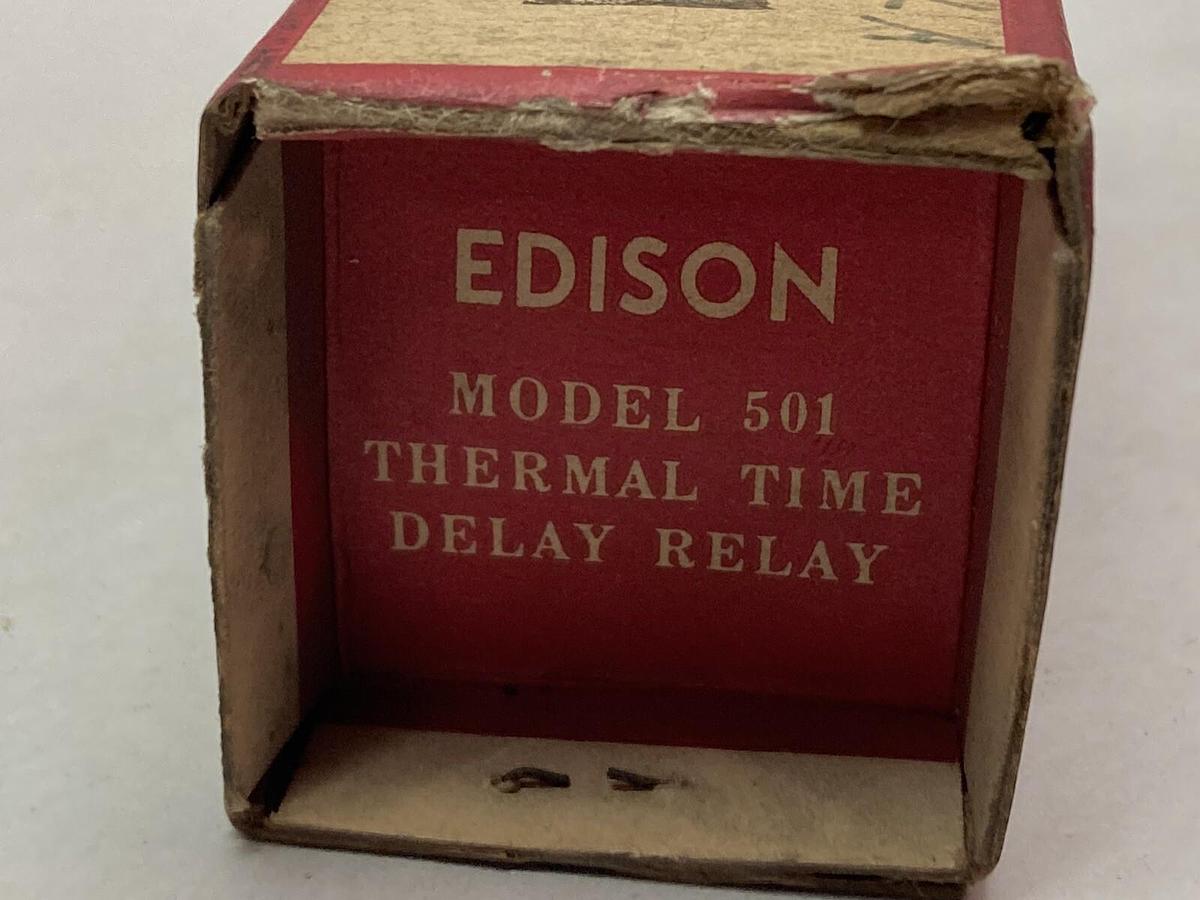 EDISON
MODEL 501
THERMAL TIME
DELAY RELAY